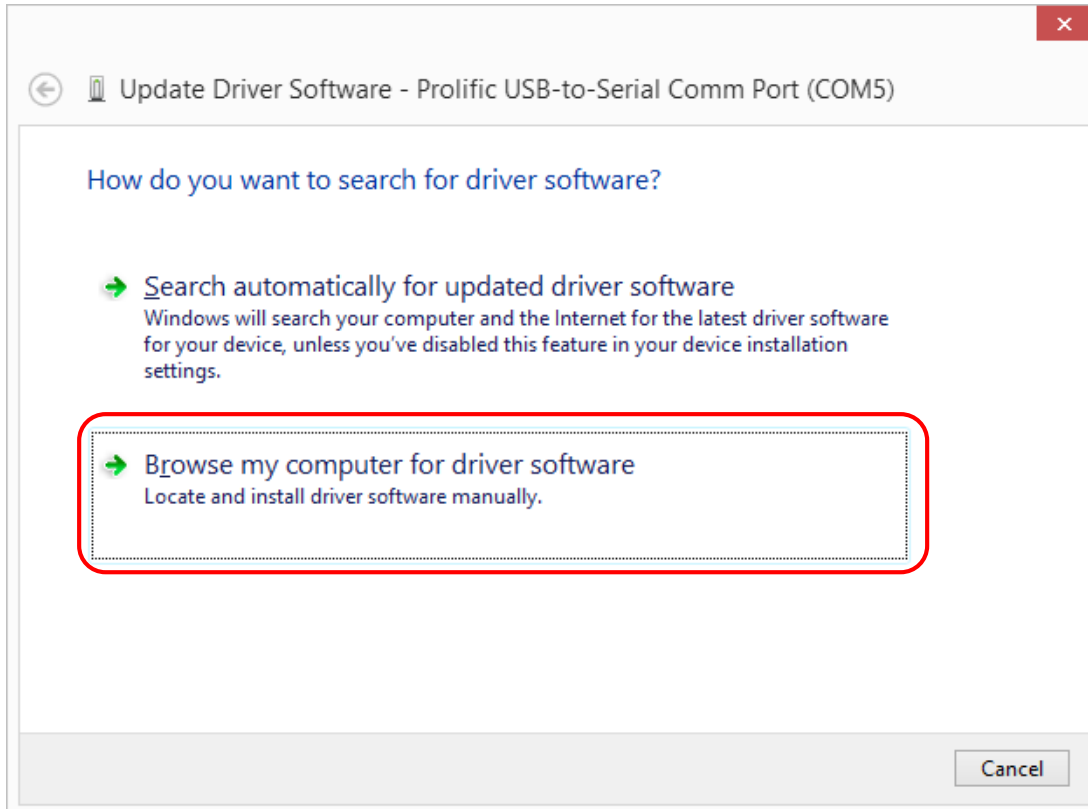 Update Driver Software - Prolific USB-to-Serial Comm Port (COM5)
How do you want to search for driver software?
Search automatically for updated driver software
Windows will search your computer and the Internet for the latest driver software
for your device, unless you've disabled this feature in your device installation
settings.
Browse my computer for driver software
Locate and install driver software manually.
Cancel